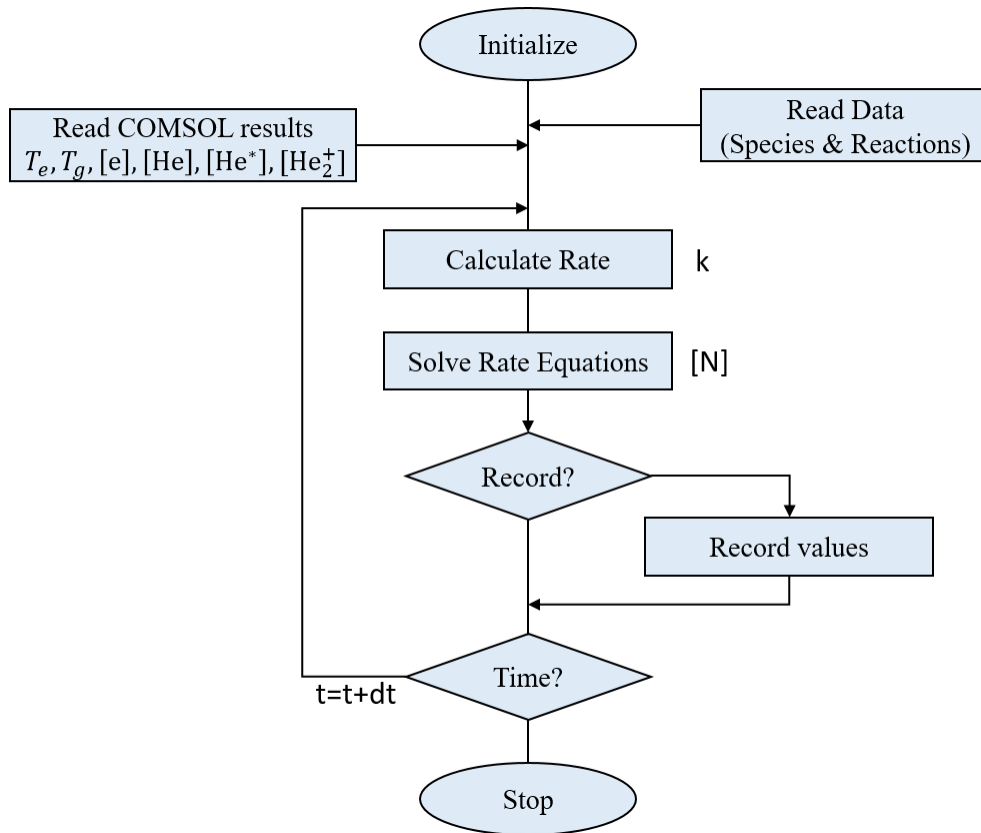 Initialize
Read COMSOL results
Tₑ, T_g, [e], [He], [He*], [He₂⁺]
Read Data
(Species & Reactions)
Calculate Rate
k
Solve Rate Equations
[N]
Record?
Record values
Time?
t=t+dt
Stop